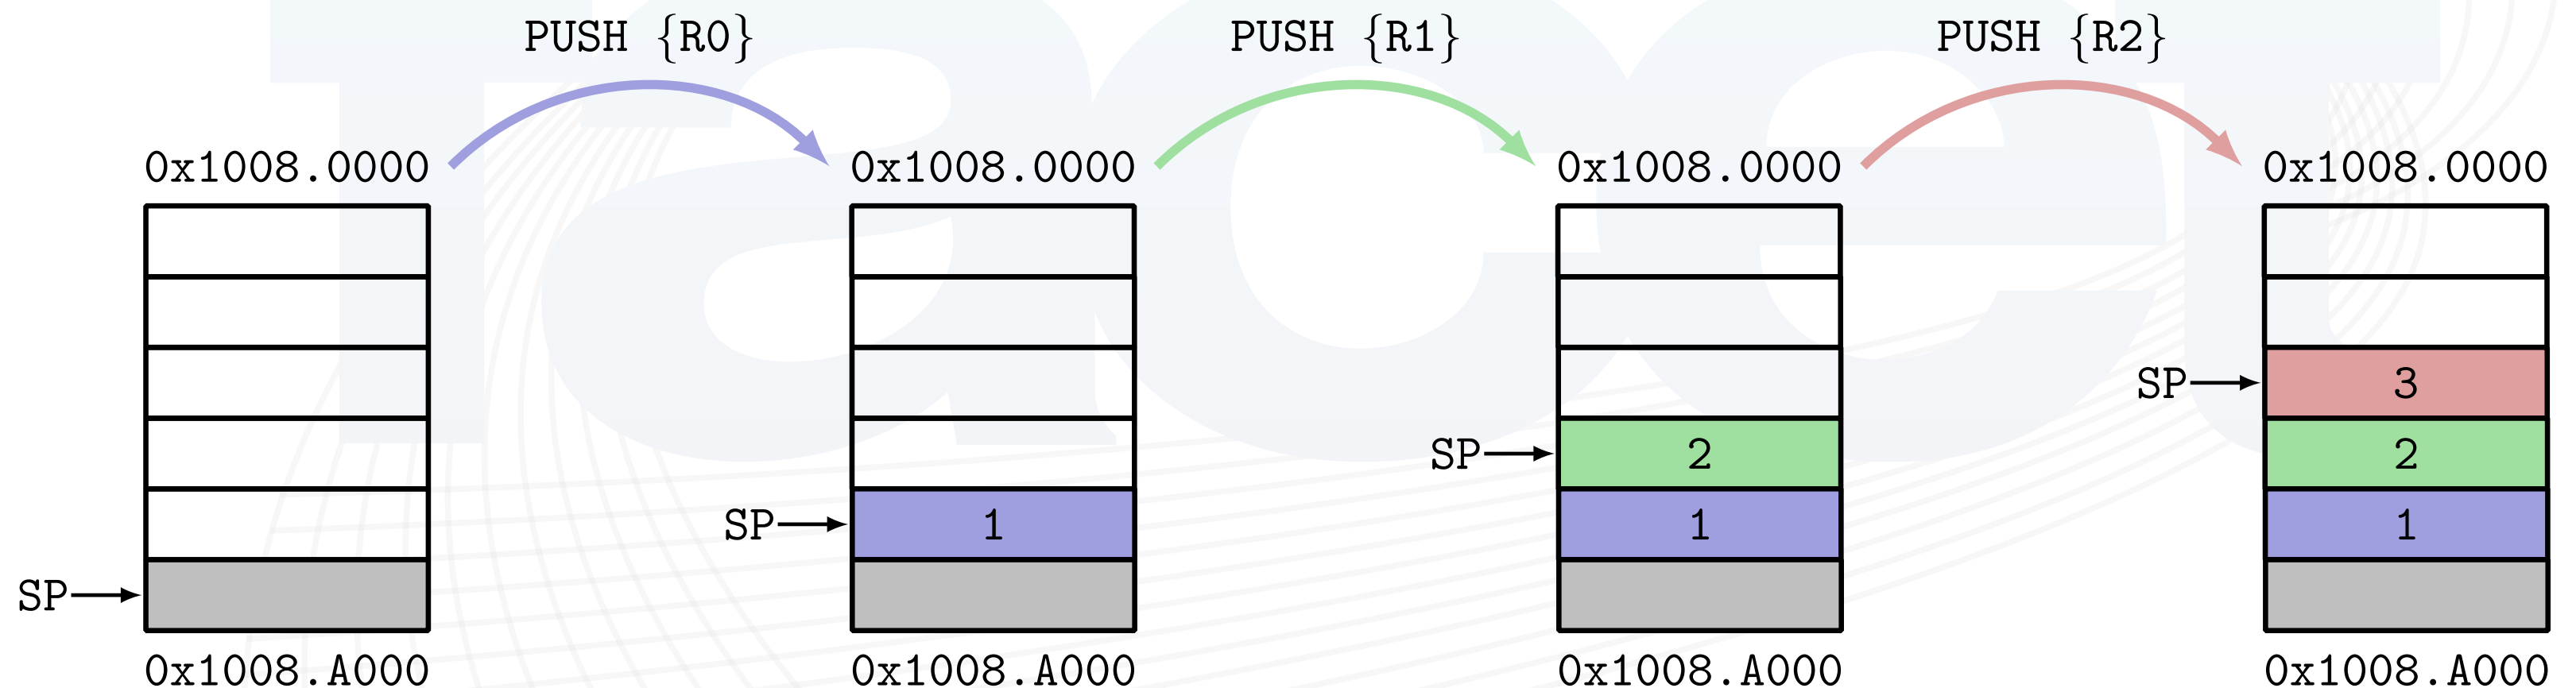 PUSH {R0} PUSH {R1} PUSH {R2}
0x1008.0000 0x1008.0000 0x1008.0000 0x1008.0000
SP 3
SP 2 2
SP 1 1 1
SP
0x1008.A000 0x1008.A000 0x1008.A000 0x1008.A000